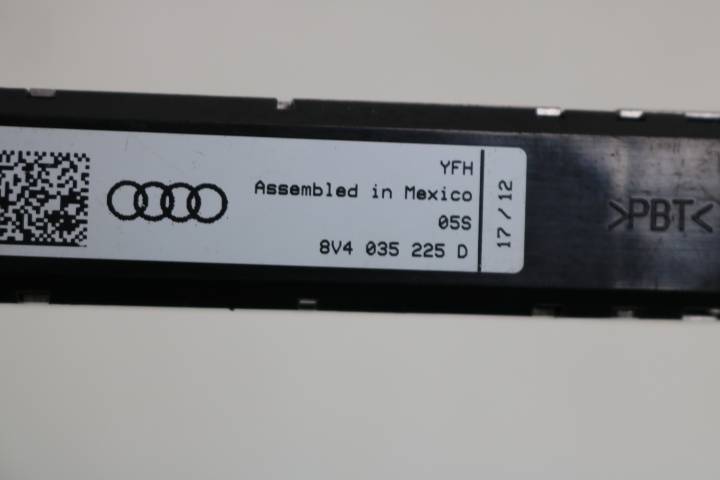 YFH
Assembled in Mexico
05S
8V4 035 225 D
17/12
>PBT<